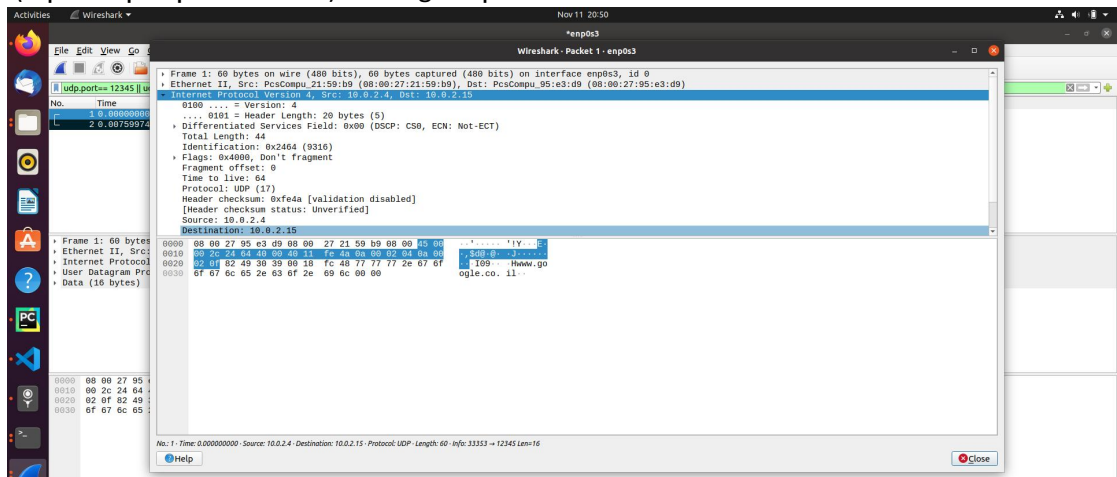 Activities Wireshark Nov 11 20:50
*enp0s3
File Edit View Go
Wireshark · Packet 1 · enp0s3
udp.port== 12345 ||
No. Time
1 0.000000000
2 0.00759974
Frame 1: 60 bytes on wire (480 bits), 60 bytes captured (480 bits) on interface enp0s3, id 0
Ethernet II, Src: PcsCompu_21:59:b9 (08:00:27:21:59:b9), Dst: PcsCompu_95:e3:d9 (08:00:27:95:e3:d9)
Internet Protocol Version 4, Src: 10.0.2.4, Dst: 10.0.2.15
0100 .... = Version: 4
.... 0101 = Header Length: 20 bytes (5)
Differentiated Services Field: 0x00 (DSCP: CS0, ECN: Not-ECT)
Total Length: 44
Identification: 0x2464 (9316)
Flags: 0x4000, Don't fragment
Fragment offset: 0
Time to live: 64
Protocol: UDP (17)
Header checksum: 0xfe4a [validation disabled]
[Header checksum status: Unverified]
Source: 10.0.2.4
Destination: 10.0.2.15
0000 08 00 27 95 e3 d9 08 00 27 21 59 b9 08 00 45 00 ··'····· '!Y···E·
0010 00 2c 24 64 40 00 40 11 fe 4a 0a 00 02 04 0a 00 ·,$d@·@· ·J······
0020 02 0f 82 49 30 39 00 18 fc 48 77 77 77 2e 67 6f ···I09·· ·Hwww.go
0030 6f 67 6c 65 2e 63 6f 2e 69 6c 00 00 ogle.co. il··
Frame 1: 60 bytes
Ethernet II, Src:
Internet Protocol
User Datagram Pro
Data (16 bytes)
0000 08 00 27 95
0010 00 2c 24 64
0020 02 0f 82 49
0030 6f 67 6c 65
No.: 1 · Time: 0.000000000 · Source: 10.0.2.4 · Destination: 10.0.2.15 · Protocol: UDP · Length: 60 · Info: 33353 → 12345 Len=16
Help Close